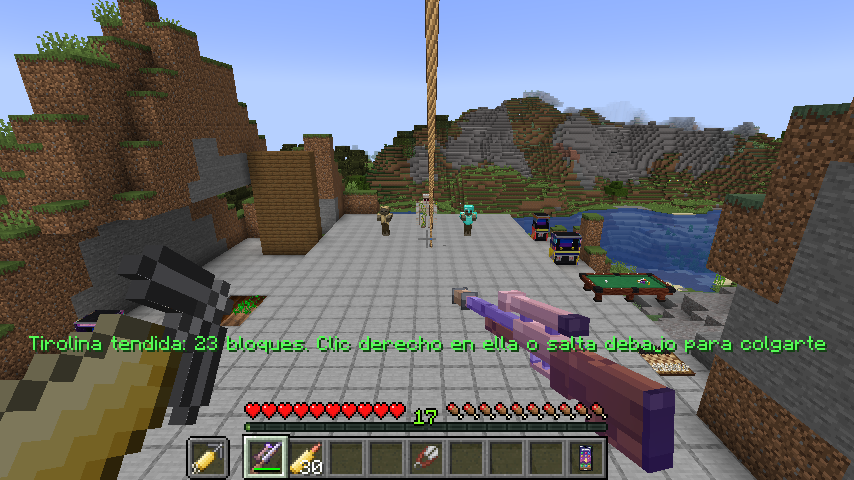 Tirolina tendida: 23 bloques. Clic derecho en ella o salta debajo para colgarte
17
30